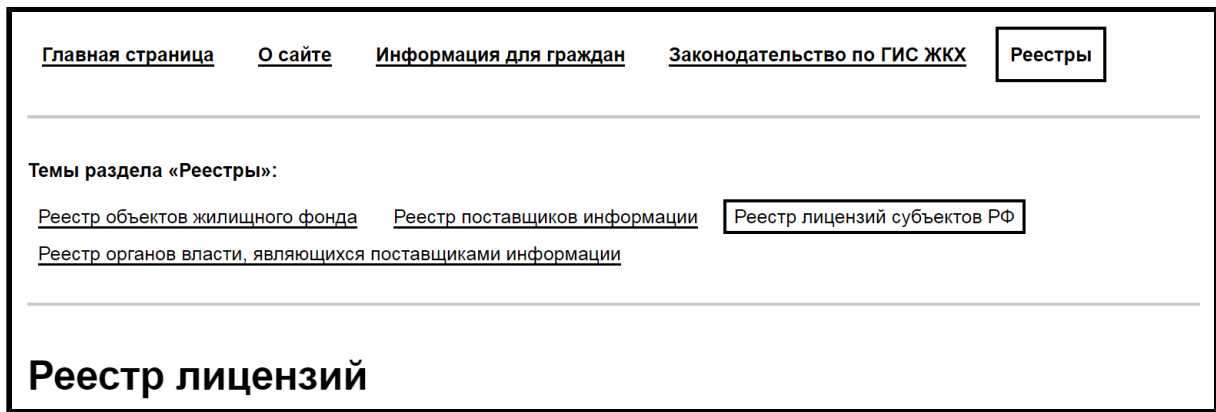 Главная страница О сайте Информация для граждан Законодательство по ГИС ЖКХ Реестры
Темы раздела «Реестры»:
Реестр объектов жилищного фонда Реестр поставщиков информации Реестр лицензий субъектов РФ
Реестр органов власти, являющихся поставщиками информации
Реестр лицензий